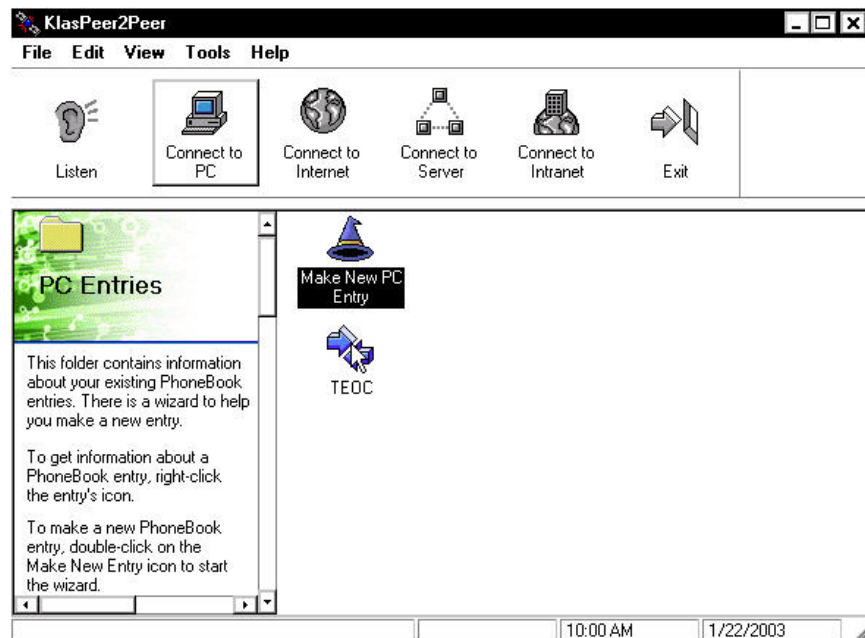 KlasPeer2Peer
File Edit View Tools Help
Listen
Connect to
PC
Connect to
Internet
Connect to
Server
Connect to
Intranet
Exit
PC Entries
This folder contains information
about your existing PhoneBook
entries. There is a wizard to help
you make a new entry.
To get information about a
PhoneBook entry, right-click
the entry's icon.
To make a new PhoneBook
entry, double-click on the
Make New Entry icon to start
the wizard.
Make New PC
Entry
TEOC
10:00 AM 1/22/2003